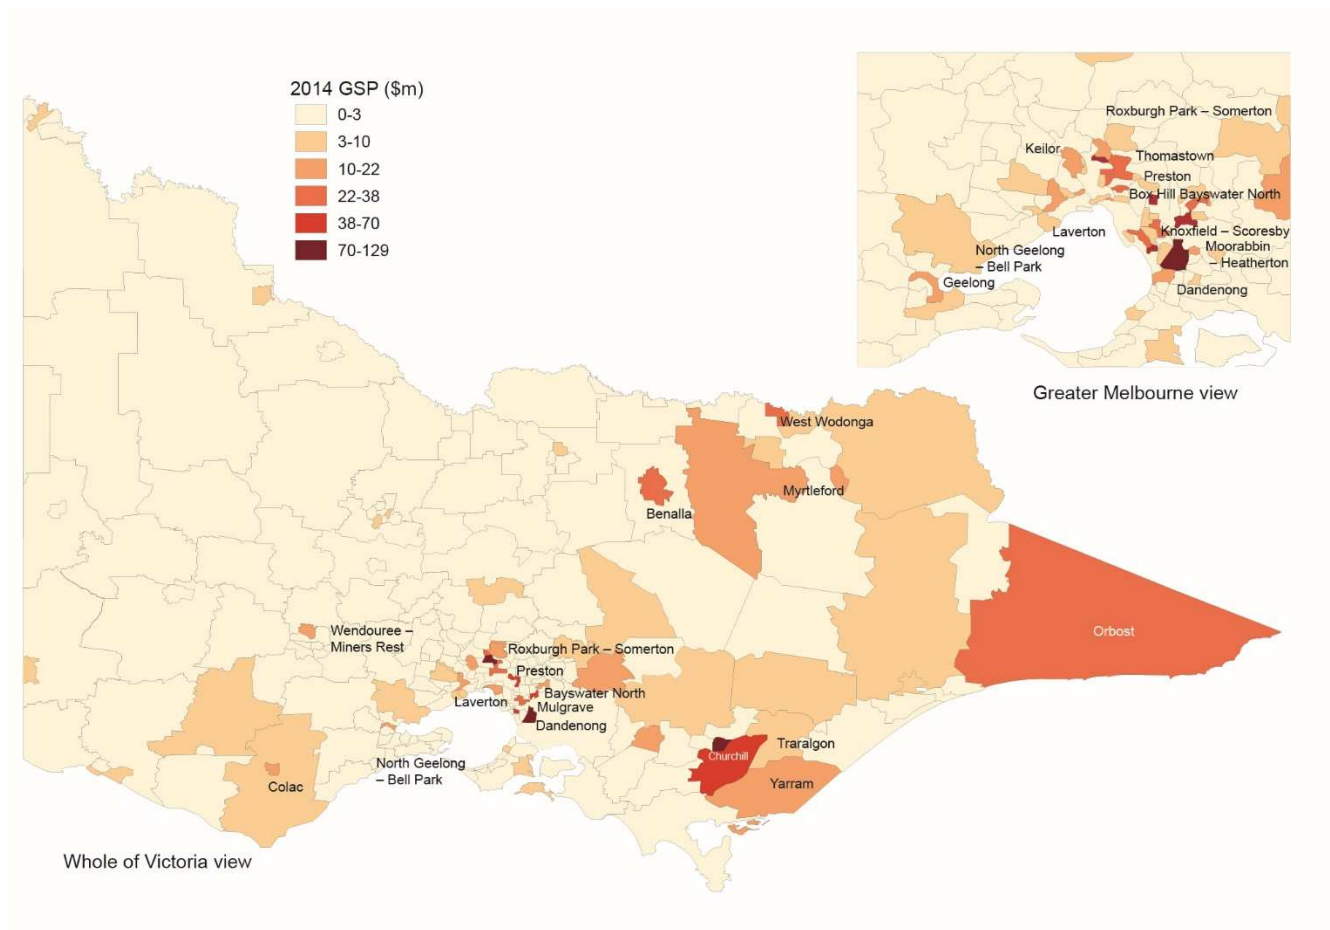 2014 GSP ($m)
0-3
3-10
10-22
22-38
38-70
70-129
Roxburgh Park – Somerton
Keilor
Thomastown
Preston
Box Hill Bayswater North
Laverton
Knoxfield – Scoresby
North Geelong
– Bell Park
Moorabbin
– Heatherton
Geelong
Dandenong
Greater Melbourne view
West Wodonga
Myrtleford
Benalla
Orbost
Wendouree –
Miners Rest
Roxburgh Park – Somerton
Preston
Bayswater North
Laverton
Mulgrave
Dandenong
Traralgon
Churchill
North Geelong
– Bell Park
Yarram
Colac
Whole of Victoria view